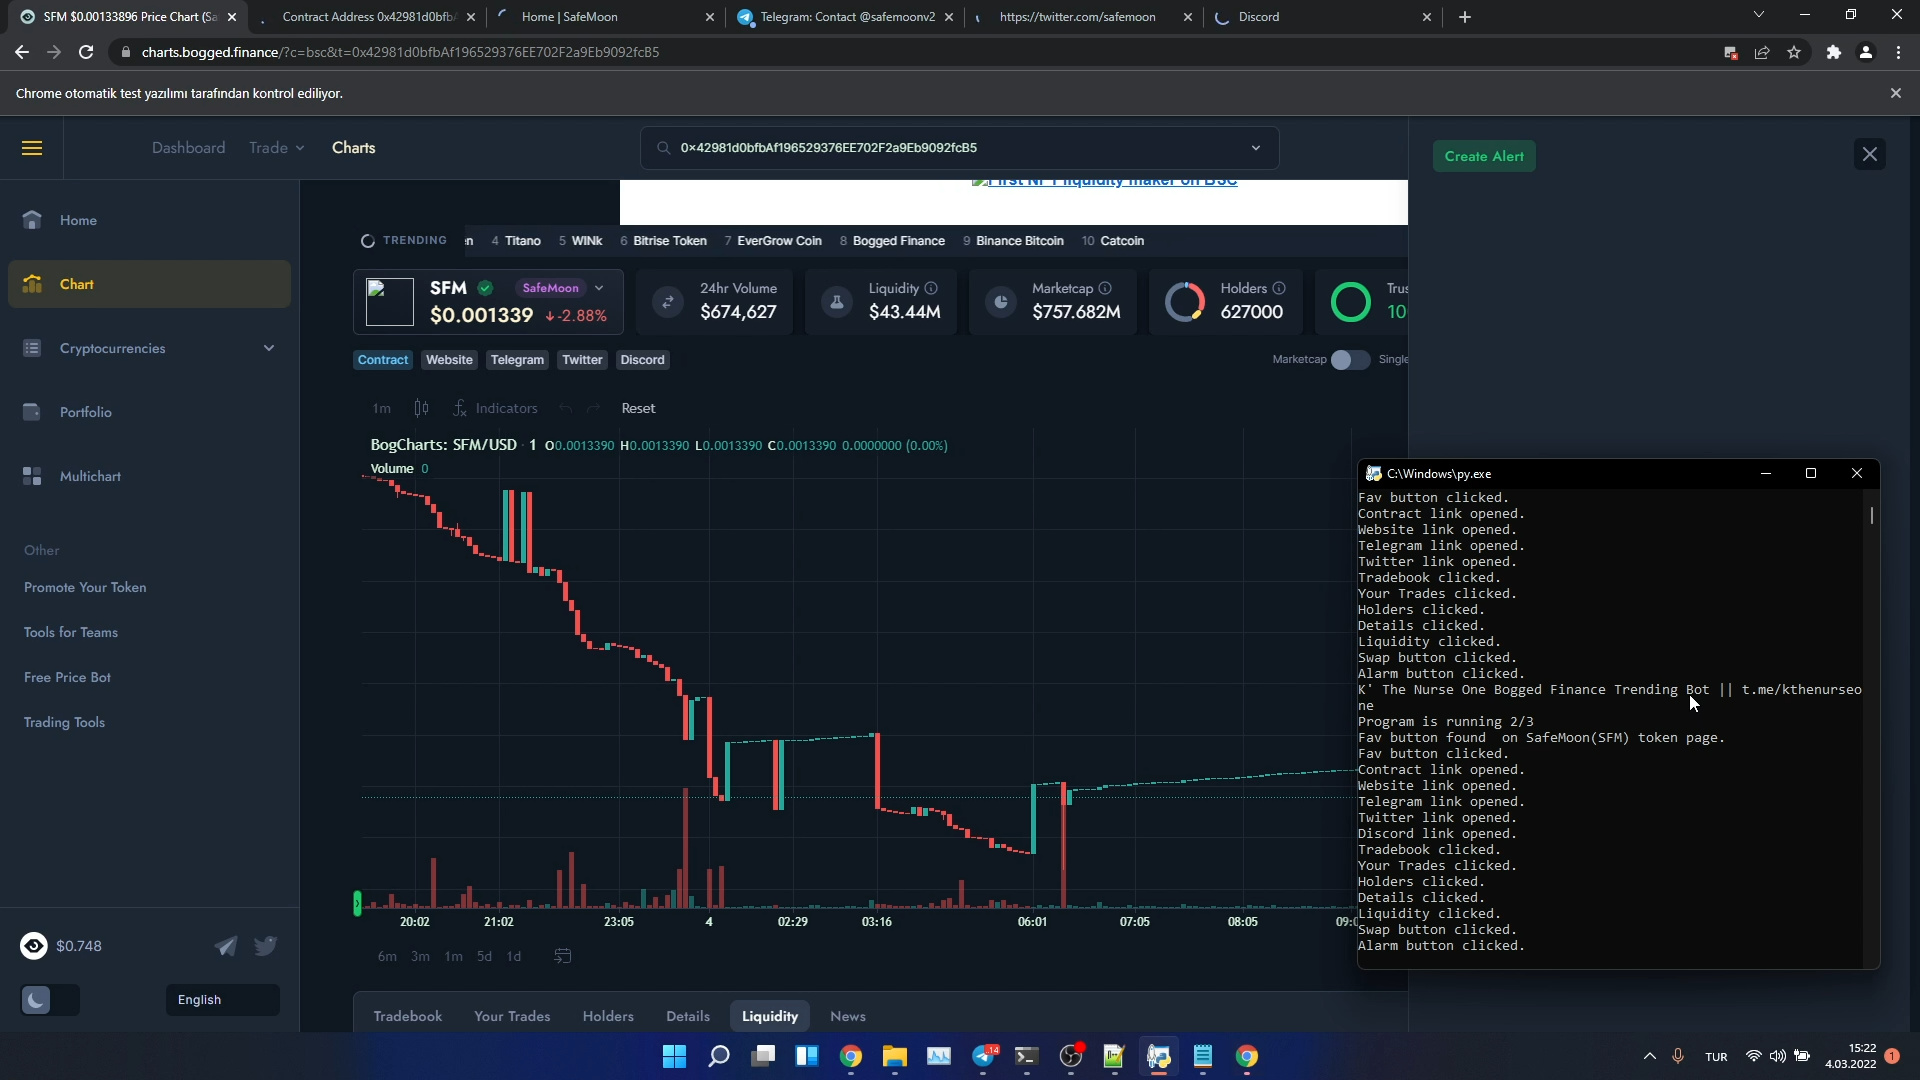 SFM $0.00133896 Price Chart (Sa
Contract Address 0x42981d0bfb
Home | SafeMoon
Telegram: Contact @safemoonv2
https://twitter.com/safemoon
Discord
charts.bogged.finance/?c=bsc&t=0x42981d0bfbAf196529376EE702F2a9Eb9092fcB5
Chrome otomatik test yazılımı tarafından kontrol ediliyor.
Dashboard
Trade
Charts
0x42981d0bfbAf196529376EE702F2a9Eb9092fcB5
Create Alert
First NFT liquidity maker on BSC
Home
Chart
Cryptocurrencies
Portfolio
Multichart
Other
Promote Your Token
Tools for Teams
Free Price Bot
Trading Tools
$0.748
English
TRENDING
en 4 Titano 5 WINk 6 Bitrise Token 7 EverGrow Coin 8 Bogged Finance 9 Binance Bitcoin 10 Catcoin
SFM
SafeMoon
$0.001339 -2.88%
24hr Volume
$674,627
Liquidity
$43.44M
Marketcap
$757.682M
Holders
627000
Trus
10
Contract
Website
Telegram
Twitter
Discord
Marketcap
Single
1m
Indicators
Reset
BogCharts: SFM/USD · 1 O0.0013390 H0.0013390 L0.0013390 C0.0013390 0.0000000 (0.00%)
Volume 0
20:02 21:02 23:05 4 02:29 03:16 06:01 07:05 08:05 09:0
6m 3m 1m 5d 1d
Tradebook
Your Trades
Holders
Details
Liquidity
News
C:\Windows\py.exe
Fav button clicked.
Contract link opened.
Website link opened.
Telegram link opened.
Twitter link opened.
Tradebook clicked.
Your Trades clicked.
Holders clicked.
Details clicked.
Liquidity clicked.
Swap button clicked.
Alarm button clicked.
K' The Nurse One Bogged Finance Trending Bot || t.me/kthenurseo
ne
Program is running 2/3
Fav button found  on SafeMoon(SFM) token page.
Fav button clicked.
Contract link opened.
Website link opened.
Telegram link opened.
Twitter link opened.
Discord link opened.
Tradebook clicked.
Your Trades clicked.
Holders clicked.
Details clicked.
Liquidity clicked.
Swap button clicked.
Alarm button clicked.
14
TUR
15:22
4.03.2022
1